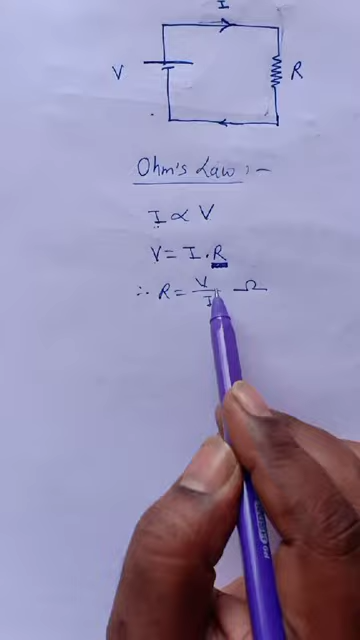 I
V
R
Ohm's Law :-
I ∝ V
V = I . R
∴ R = V/I Ω